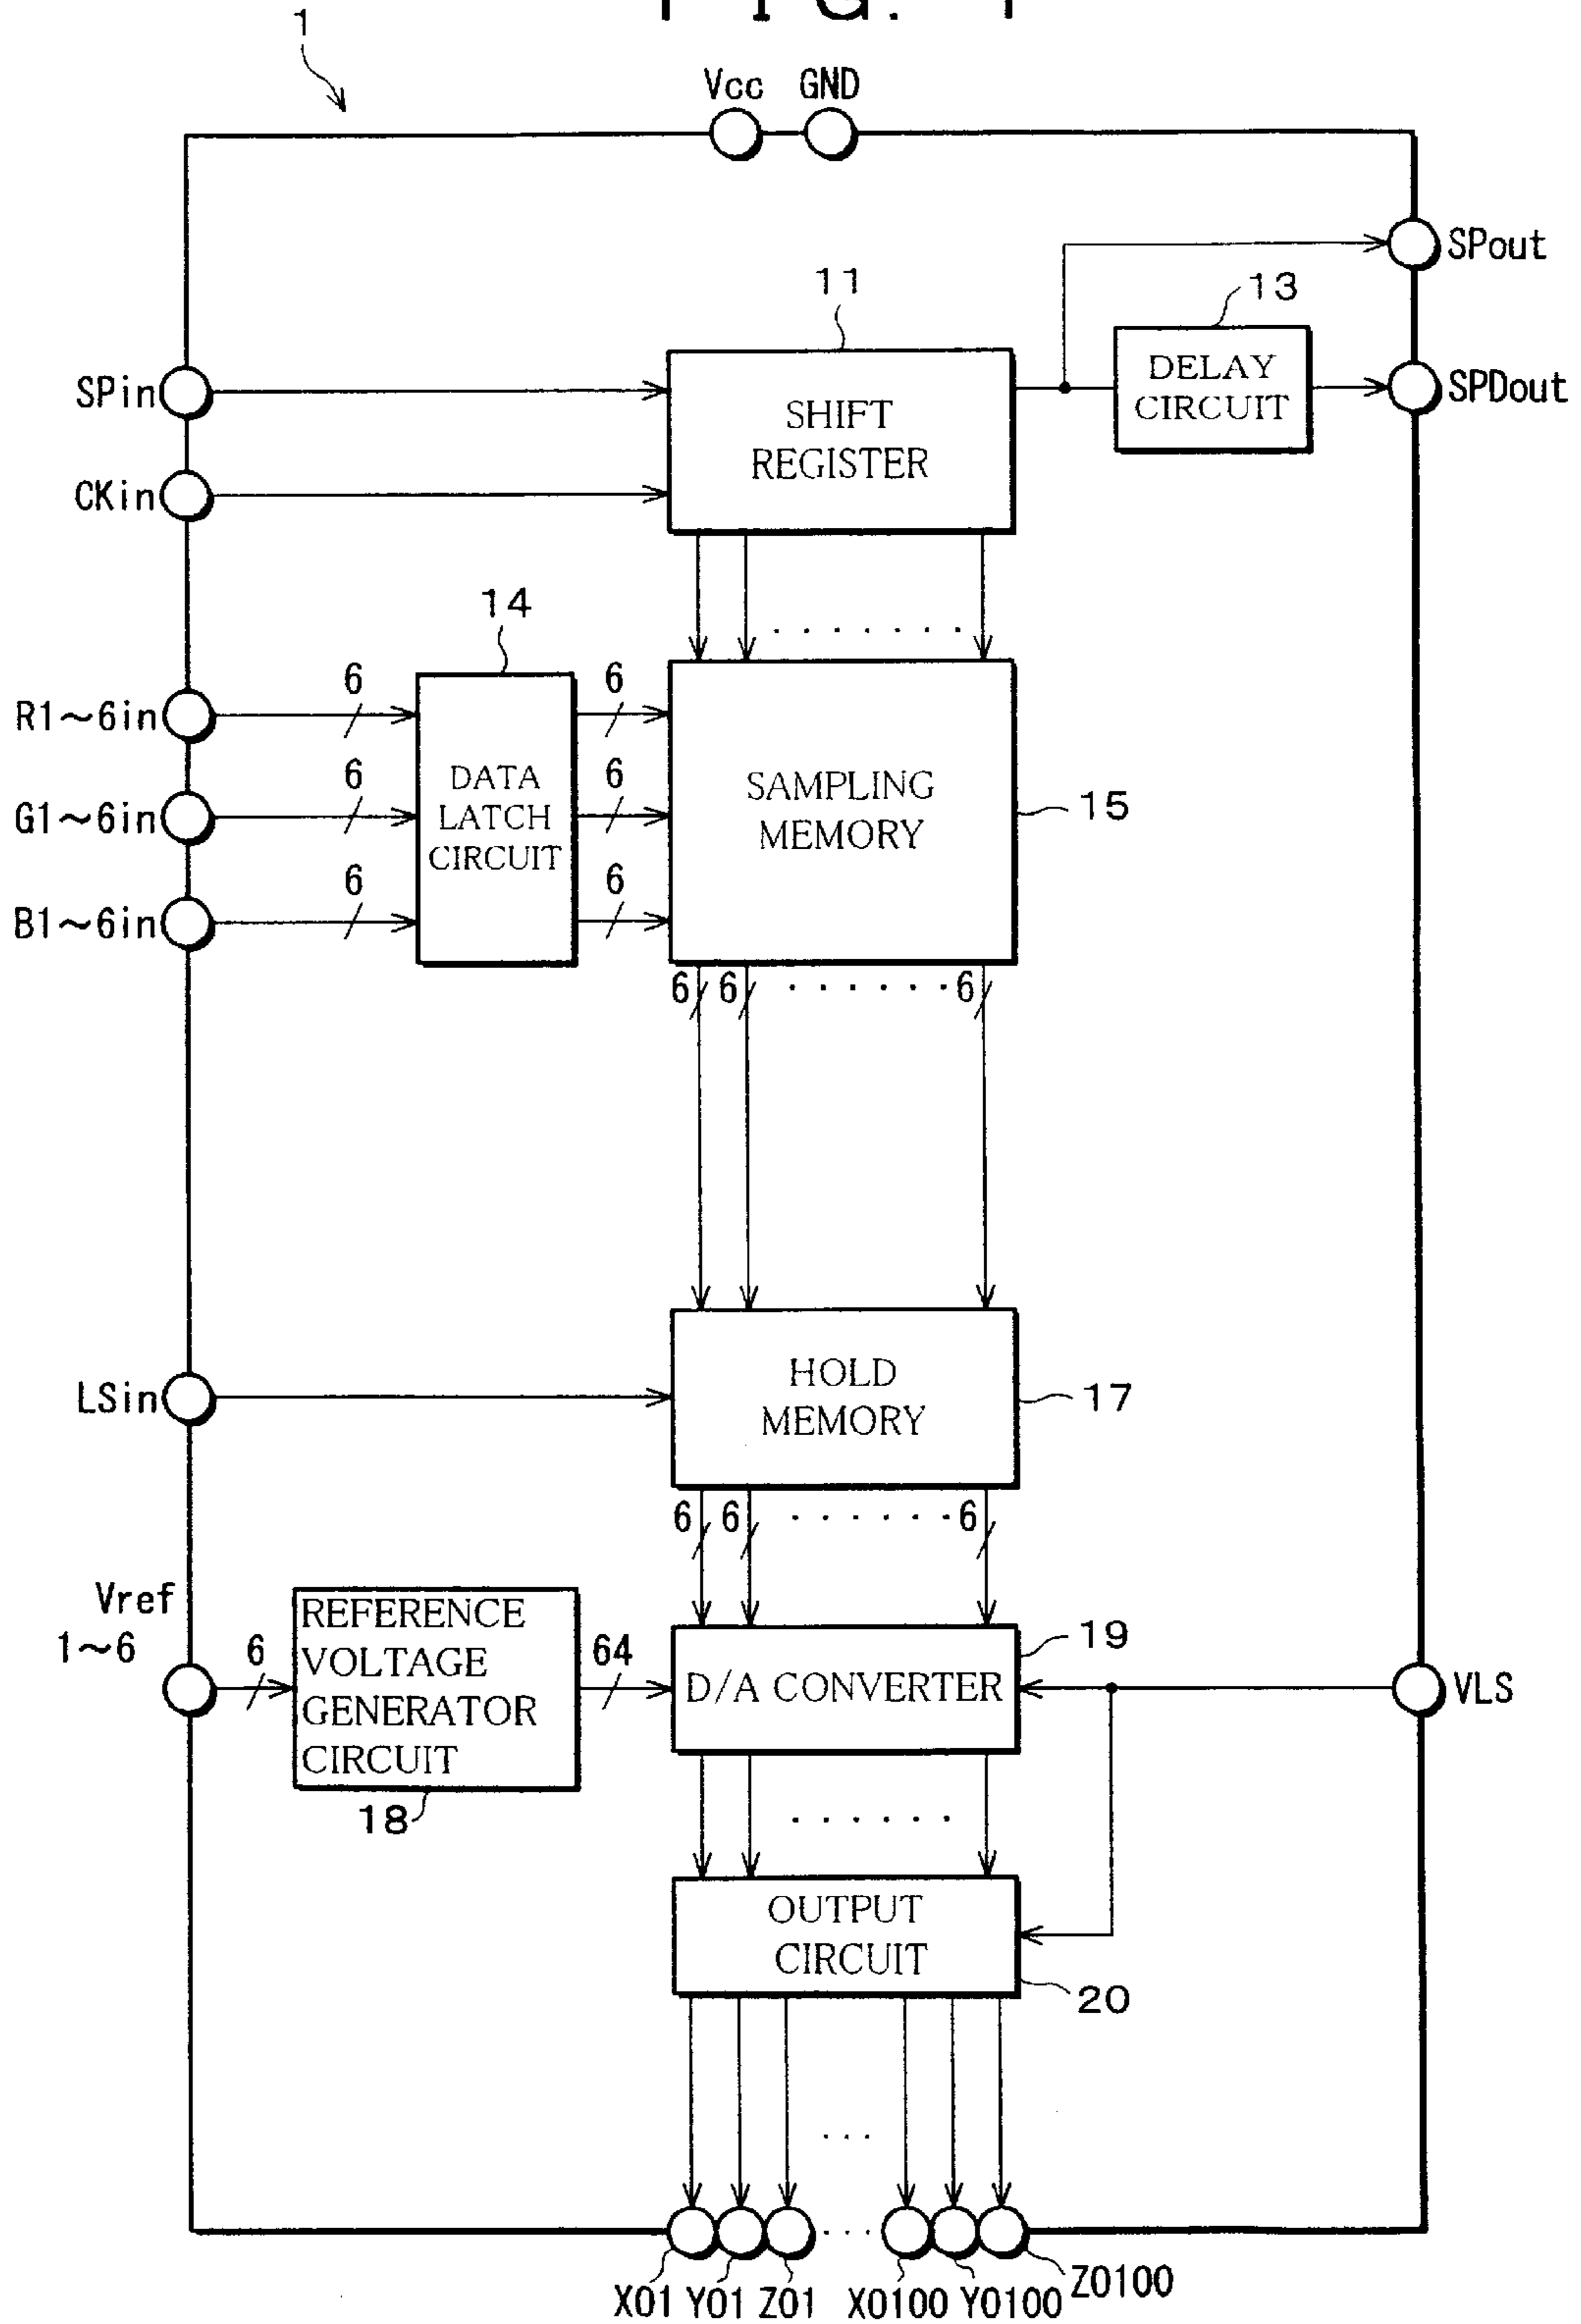 FIG. 1
1
Vcc GND
SPout
11
13
SPin
SHIFT
REGISTER
DELAY
CIRCUIT
SPDout
CKin
14
R1~6in
6
6
G1~6in
6
DATA
LATCH
CIRCUIT
6
SAMPLING
MEMORY
15
B1~6in
6
6
6 6 ······ 6
LSin
HOLD
MEMORY
17
6 6 ······ 6
Vref
1~6
6
REFERENCE
VOLTAGE
GENERATOR
CIRCUIT
18
64
D/A CONVERTER
19
VLS
OUTPUT
CIRCUIT
20
X01 Y01 Z01 X0100 Y0100 Z0100